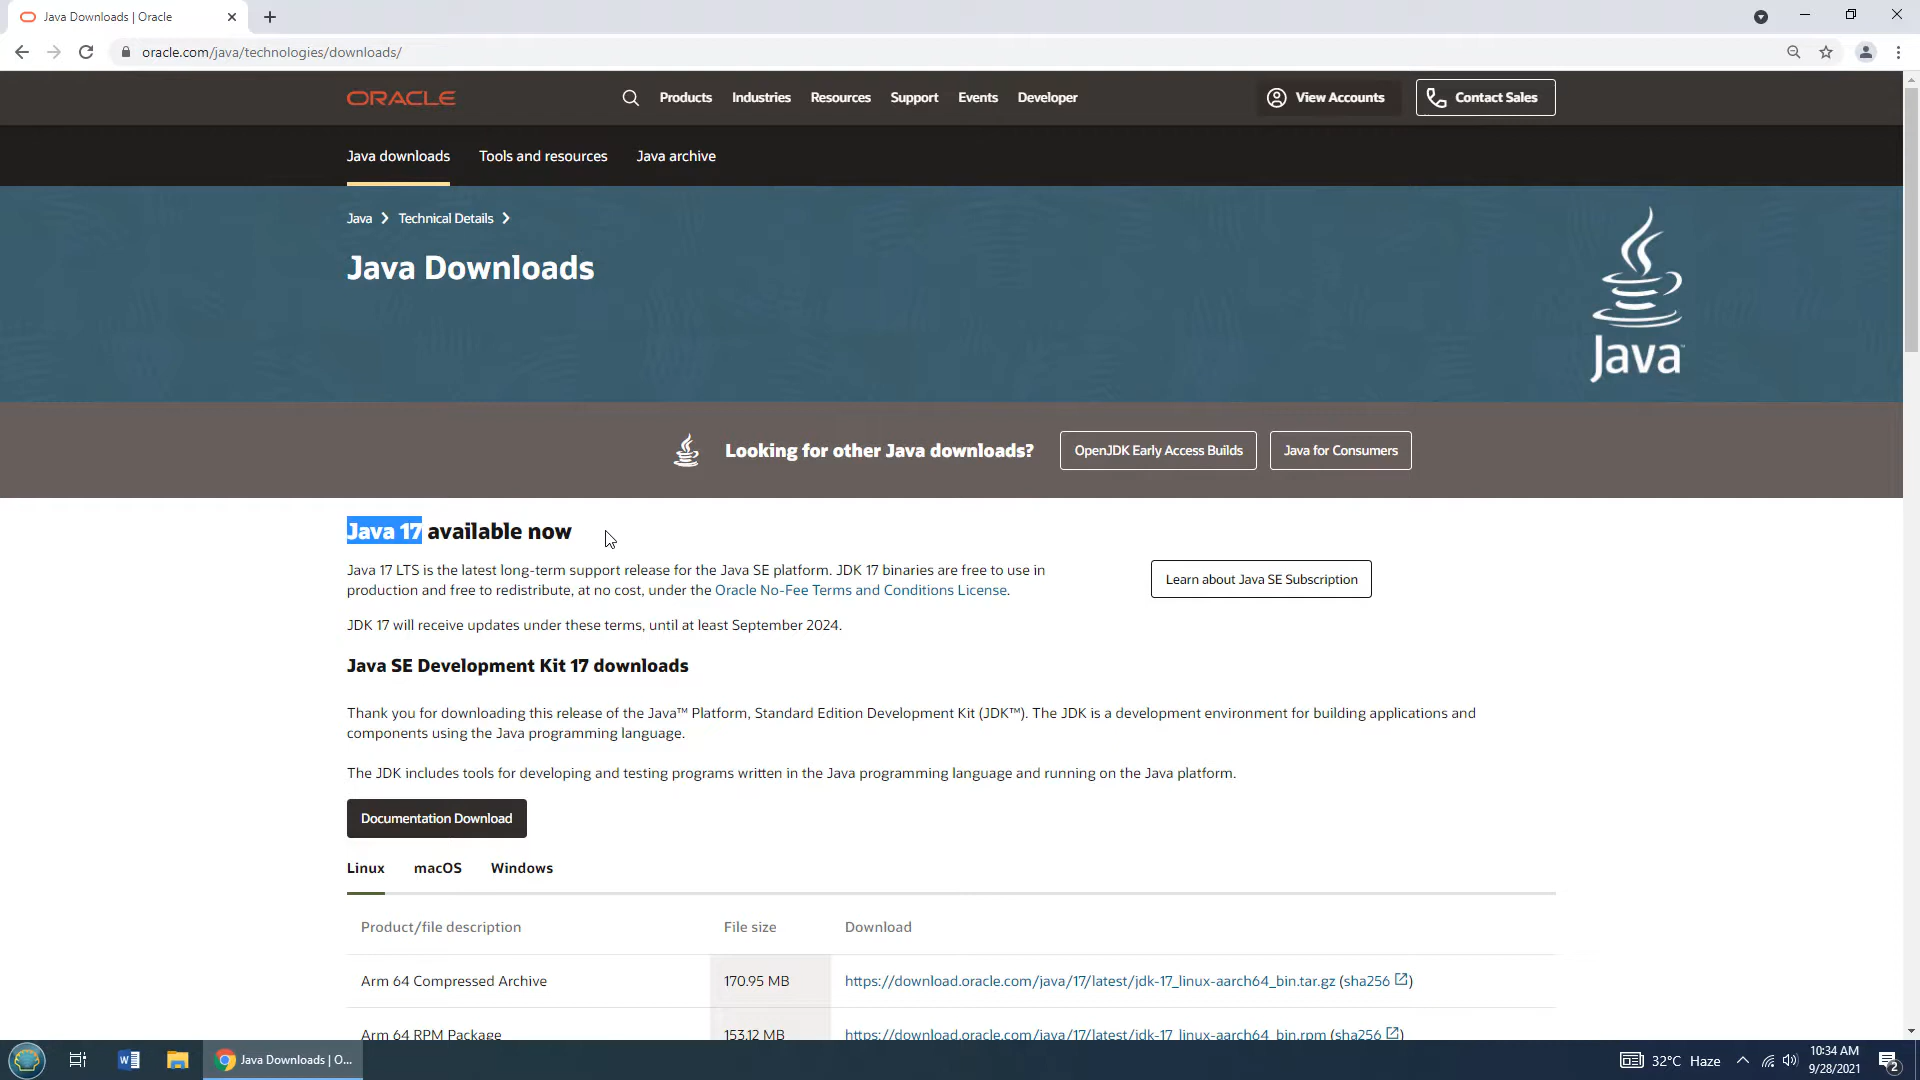 Java Downloads | Oracle
oracle.com/java/technologies/downloads/
ORACLE
Products Industries Resources Support Events Developer
View Accounts
Contact Sales
Java downloads Tools and resources Java archive
Java Technical Details
Java Downloads
Java™
Looking for other Java downloads?
OpenJDK Early Access Builds
Java for Consumers
Java 17 available now
Java 17 LTS is the latest long-term support release for the Java SE platform. JDK 17 binaries are free to use in
production and free to redistribute, at no cost, under the Oracle No-Fee Terms and Conditions License.
Learn about Java SE Subscription
JDK 17 will receive updates under these terms, until at least September 2024.
Java SE Development Kit 17 downloads
Thank you for downloading this release of the Java™ Platform, Standard Edition Development Kit (JDK™). The JDK is a development environment for building applications and
components using the Java programming language.
The JDK includes tools for developing and testing programs written in the Java programming language and running on the Java platform.
Documentation Download
Linux macOS Windows
Product/file description File size Download
Arm 64 Compressed Archive 170.95 MB https://download.oracle.com/java/17/latest/jdk-17_linux-aarch64_bin.tar.gz (sha256)
Arm 64 RPM Package 153.12 MB https://download.oracle.com/java/17/latest/jdk-17_linux-aarch64_bin.rpm (sha256)
Java Downloads | O...
32°C Haze
10:34 AM
9/28/2021
2